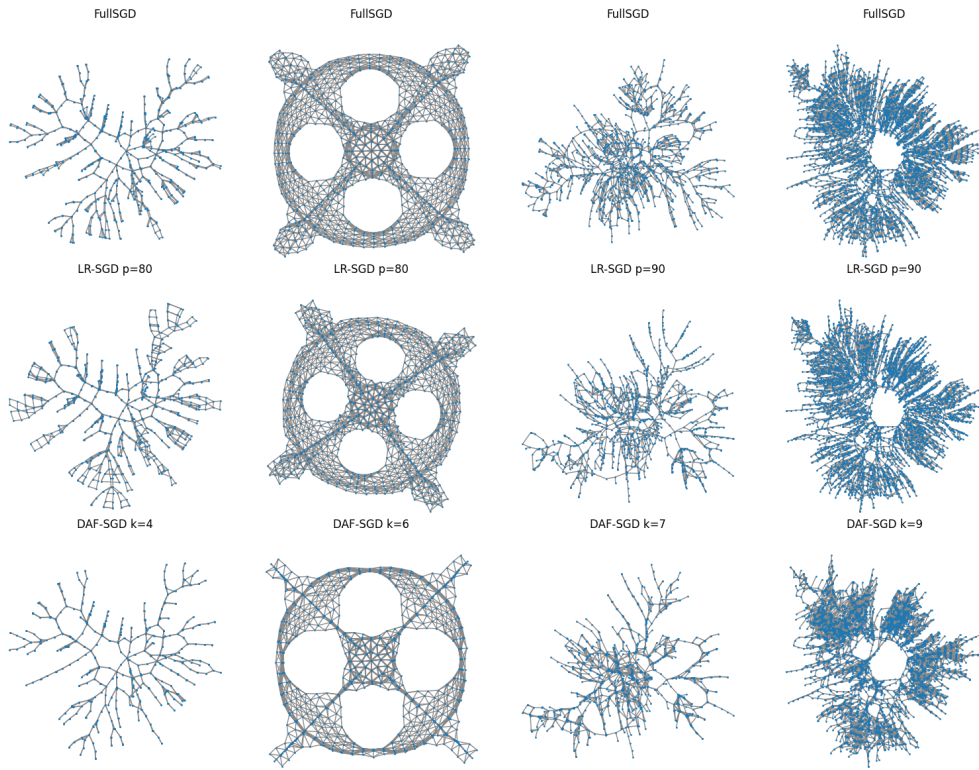 FullSGD
FullSGD
FullSGD
FullSGD
LR-SGD p=80
LR-SGD p=80
LR-SGD p=90
LR-SGD p=90
DAF-SGD k=4
DAF-SGD k=6
DAF-SGD k=7
DAF-SGD k=9